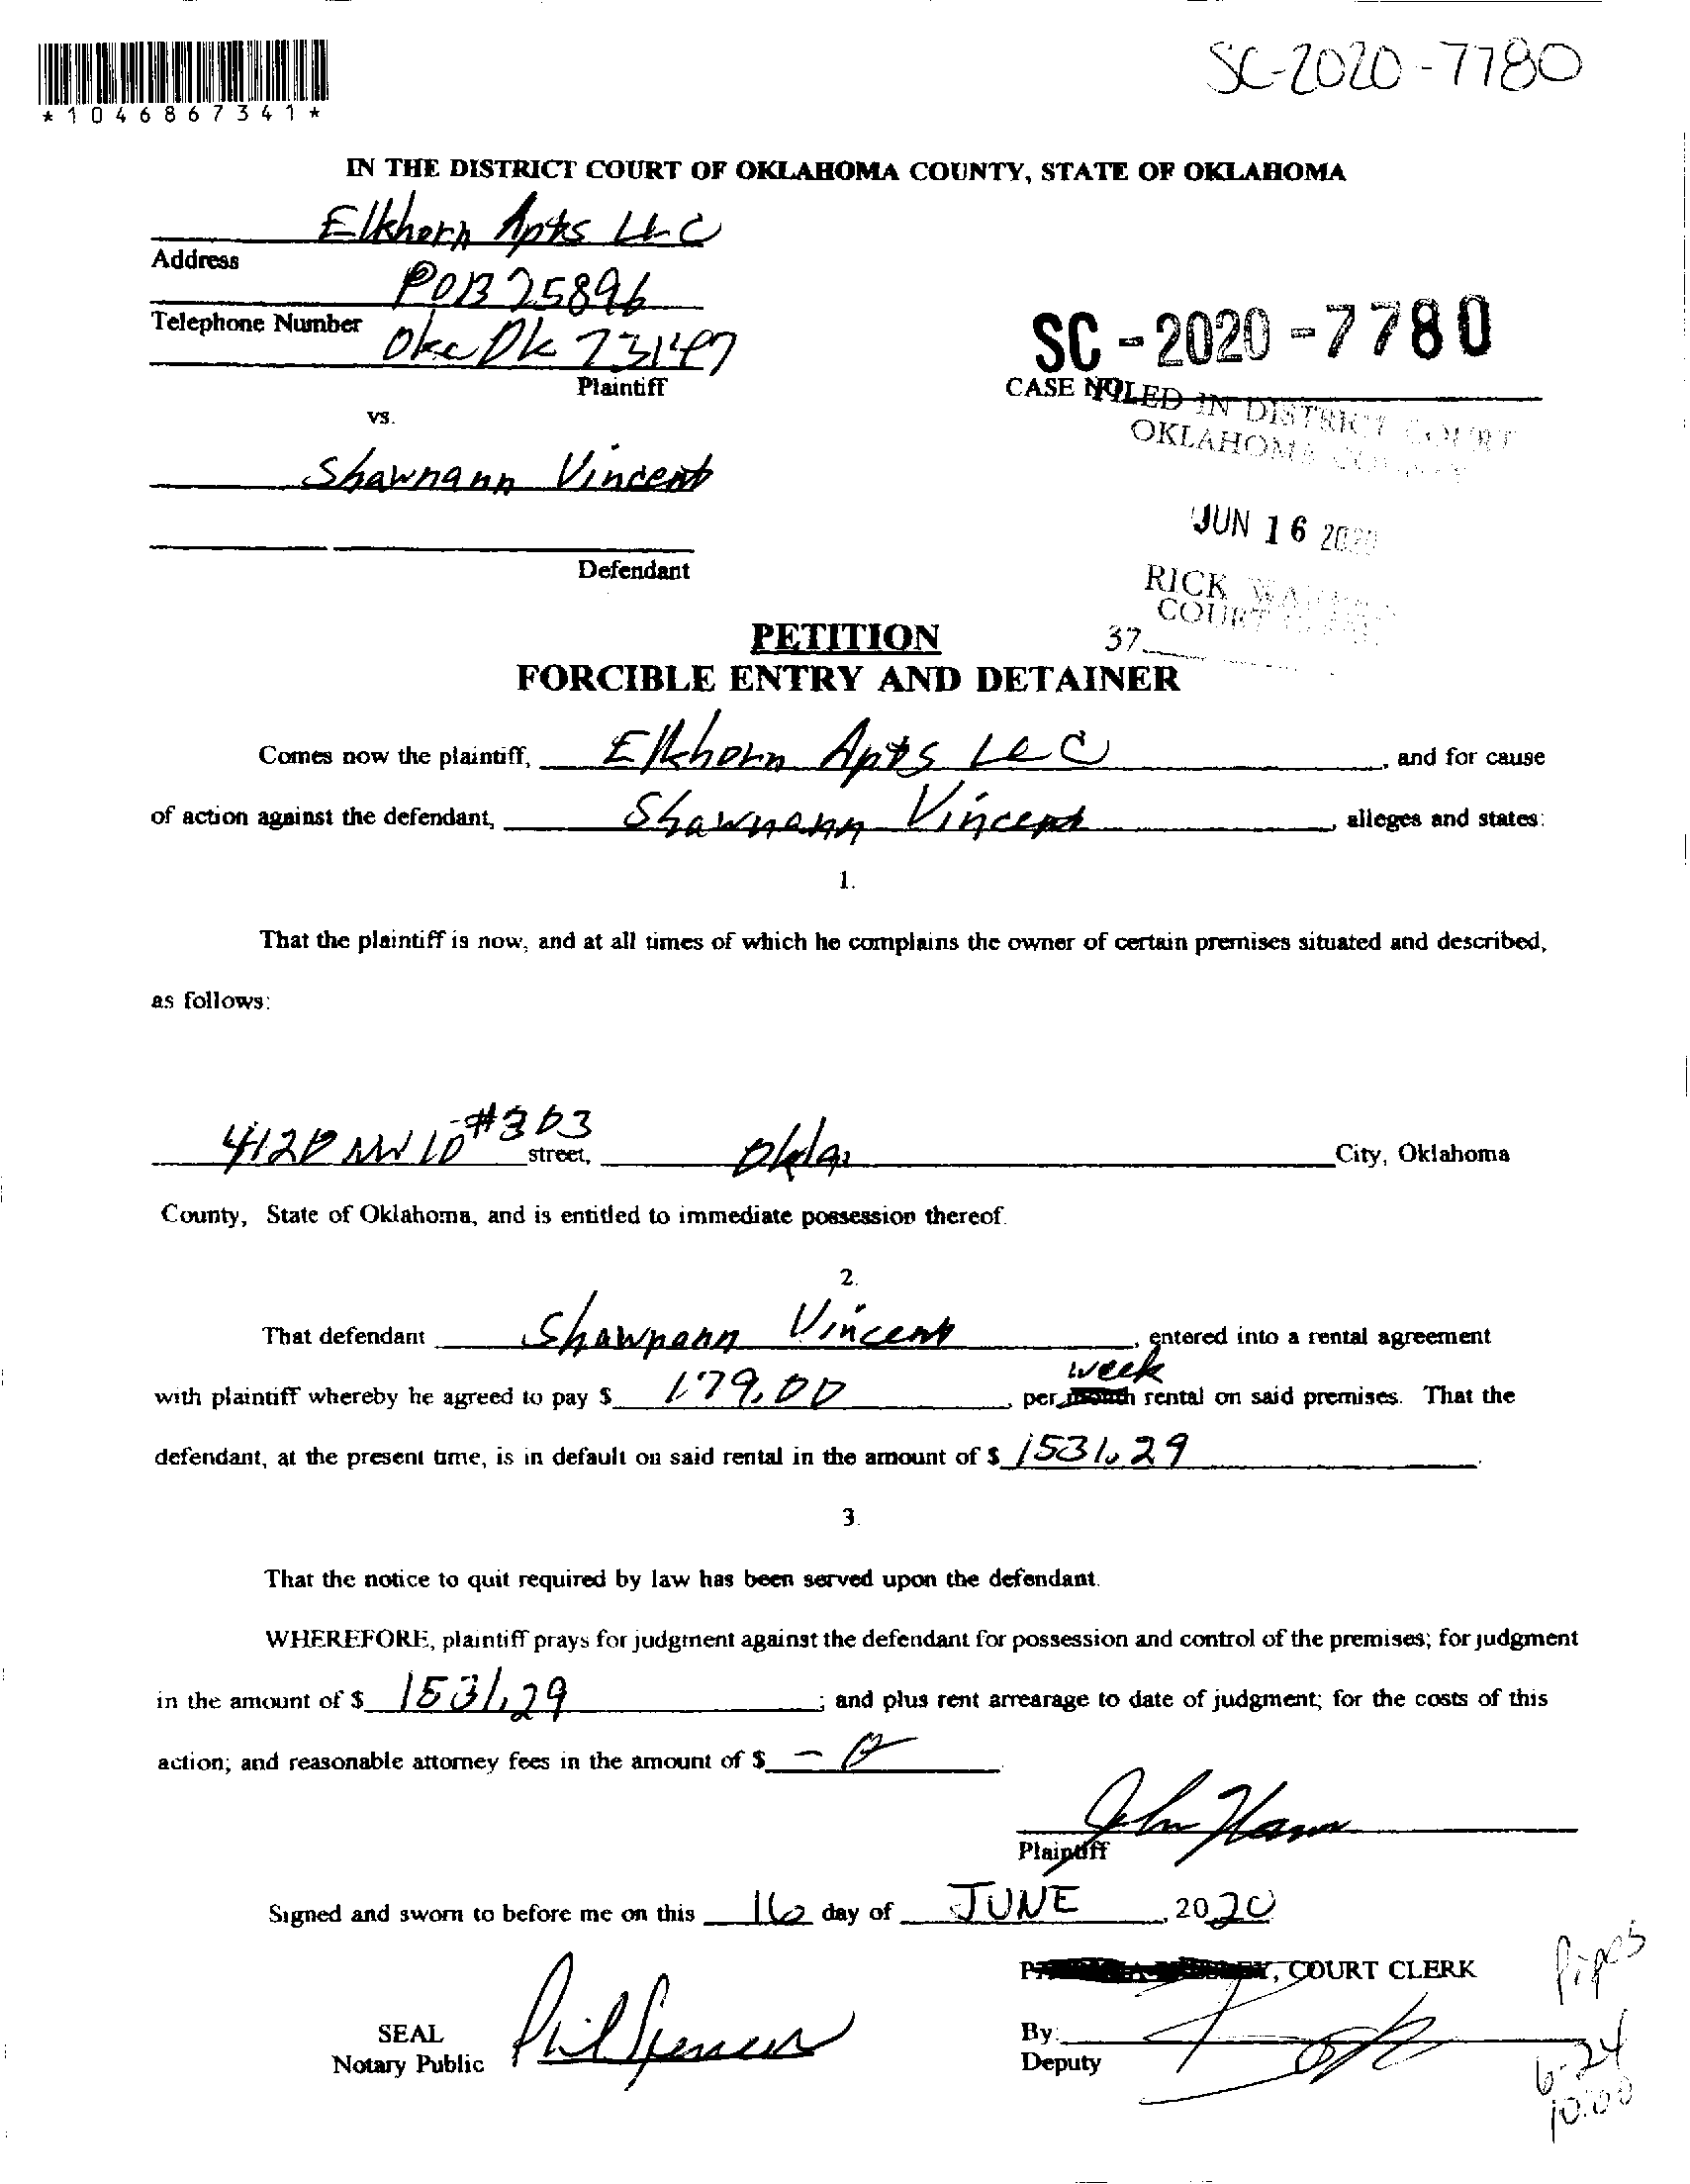 SC-2020-7780
*1046867341*
IN THE DISTRICT COURT OF OKLAHOMA COUNTY, STATE OF OKLAHOMA
Elkhorn Apts LLC
Address
POB 25896
Telephone Number
Okc Ok 73147
Plaintiff
SC-2020-7780
CASE NO.
FILED IN DISTRICT COURT
OKLAHOMA COUNTY
vs.
Shawnann Vincent
JUN 16 2020
Defendant
RICK WARREN
COURT CLERK
37
PETITION
FORCIBLE ENTRY AND DETAINER
Comes now the plaintiff, Elkhorn Apts LLC, and for cause
of action against the defendant, Shawnann Vincent, alleges and states:
1.
That the plaintiff is now, and at all times of which he complains the owner of certain premises situated and described,
as follows:
4120 NW 10 #303 street, Okla. City, Oklahoma
County, State of Oklahoma, and is entitled to immediate possession thereof.
2.
That defendant Shawnann Vincent, entered into a rental agreement
week
with plaintiff whereby he agreed to pay $ 179.00, per month rental on said premises. That the
defendant, at the present time, is in default on said rental in the amount of $ 1531.29.
3.
That the notice to quit required by law has been served upon the defendant.
WHEREFORE, plaintiff prays for judgment against the defendant for possession and control of the premises; for judgment
in the amount of $ 1531.29; and plus rent arrearage to date of judgment; for the costs of this
action; and reasonable attorney fees in the amount of $ -0.
John Hann
Plaintiff
Signed and sworn to before me on this 16 day of JUNE, 2020
, COURT CLERK
Pipes
SEAL
Phil Spencer
By:
Notary Public
Deputy
6-24
10:00